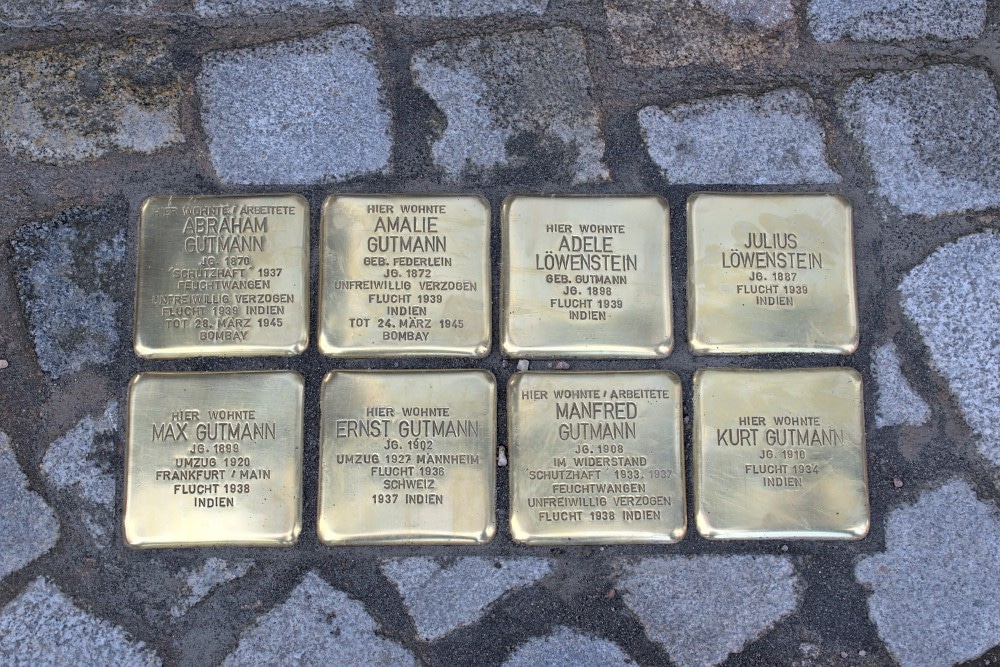 HIER WOHNTE / ARBEITETE
ABRAHAM
GUTMANN
JG. 1870
"SCHUTZHAFT" 1937
FEUCHTWANGEN
UNFREIWILLIG VERZOGEN
FLUCHT 1939 INDIEN
TOT 28. MÄRZ 1945
BOMBAY
HIER WOHNTE
AMALIE
GUTMANN
GEB. FEDERLEIN
JG. 1872
UNFREIWILLIG VERZOGEN
FLUCHT 1939
INDIEN
TOT 24. MÄRZ 1945
BOMBAY
HIER WOHNTE
ADELE
LÖWENSTEIN
GEB. GUTMANN
JG. 1898
FLUCHT 1939
INDIEN
JULIUS
LÖWENSTEIN
JG. 1887
FLUCHT 1939
INDIEN
HIER WOHNTE
MAX GUTMANN
JG. 1899
UMZUG 1920
FRANKFURT / MAIN
FLUCHT 1938
INDIEN
HIER WOHNTE
ERNST GUTMANN
JG. 1902
UMZUG 1927 MANNHEIM
FLUCHT 1936
SCHWEIZ
1937 INDIEN
HIER WOHNTE / ARBEITETE
MANFRED
GUTMANN
JG. 1908
IM WIDERSTAND
"SCHUTZHAFT" 1933, 1937
FEUCHTWANGEN
UNFREIWILLIG VERZOGEN
FLUCHT 1938 INDIEN
HIER WOHNTE
KURT GUTMANN
JG. 1910
FLUCHT 1934
INDIEN